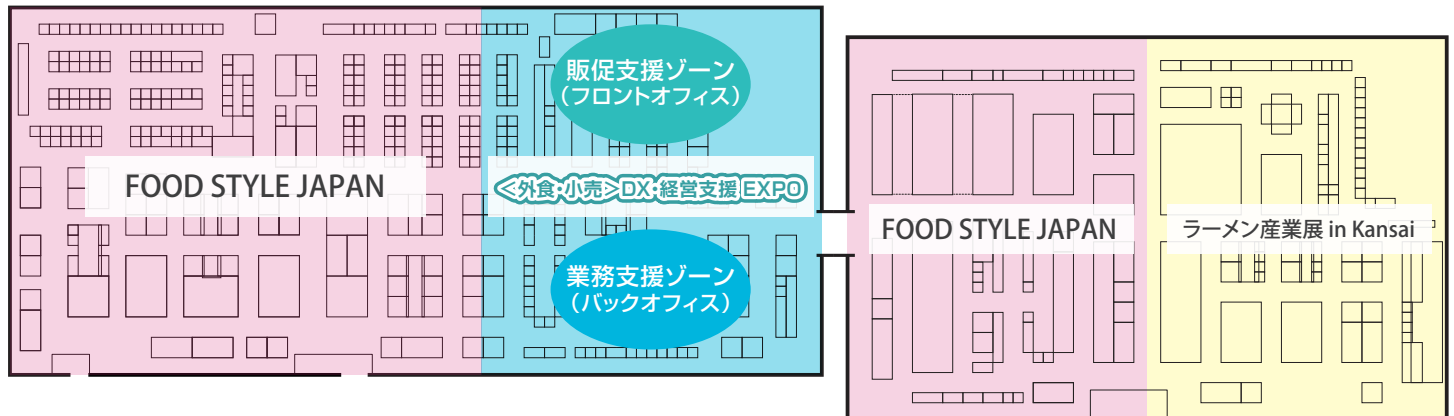 販促支援ゾーン
（フロントオフィス）
FOOD STYLE JAPAN
＜外食・小売＞DX・経営支援 EXPO
業務支援ゾーン
（バックオフィス）
FOOD STYLE JAPAN
ラーメン産業展 in Kansai